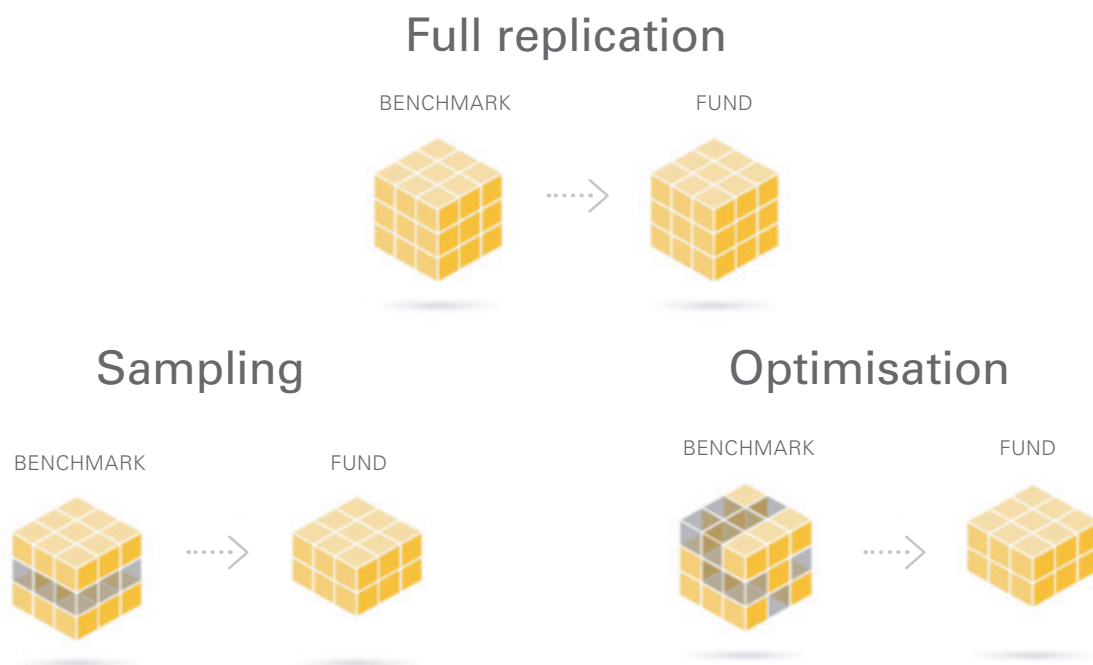 Full replication
BENCHMARK
FUND
Sampling
BENCHMARK
FUND
Optimisation
BENCHMARK
FUND